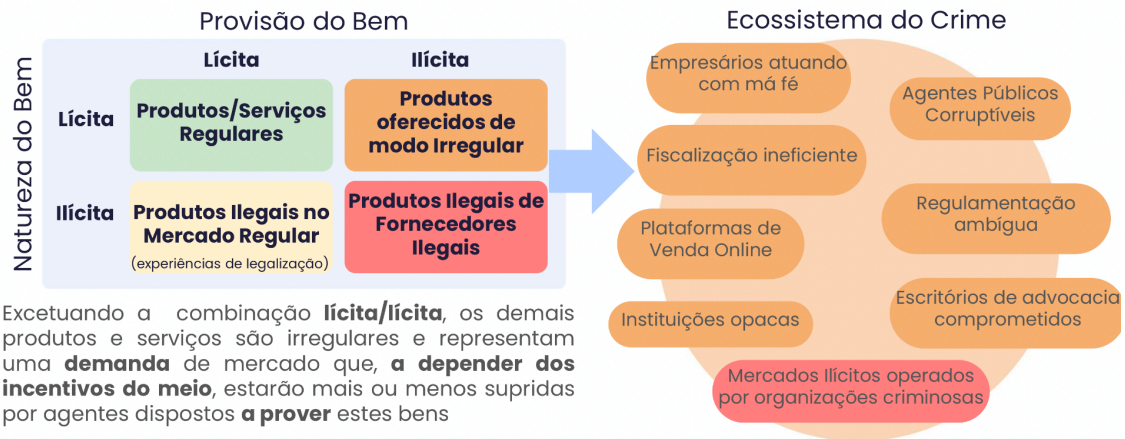 Provisão do Bem
Natureza do Bem
Lícita
Ilícita
Lícita
Produtos/Serviços
Regulares
Produtos
oferecidos de
modo Irregular
Ilícita
Produtos Ilegais no
Mercado Regular
(experiências de legalização)
Produtos Ilegais de
Fornecedores
Ilegais
Excetuando a combinação lícita/lícita, os demais
produtos e serviços são irregulares e representam
uma demanda de mercado que, a depender dos
incentivos do meio, estarão mais ou menos supridas
por agentes dispostos a prover estes bens
Ecossistema do Crime
Empresários atuando
com má fé
Agentes Públicos
Corruptíveis
Fiscalização ineficiente
Regulamentação
ambígua
Plataformas de
Venda Online
Escritórios de advocacia
comprometidos
Instituições opacas
Mercados Ilícitos operados
por organizações criminosas